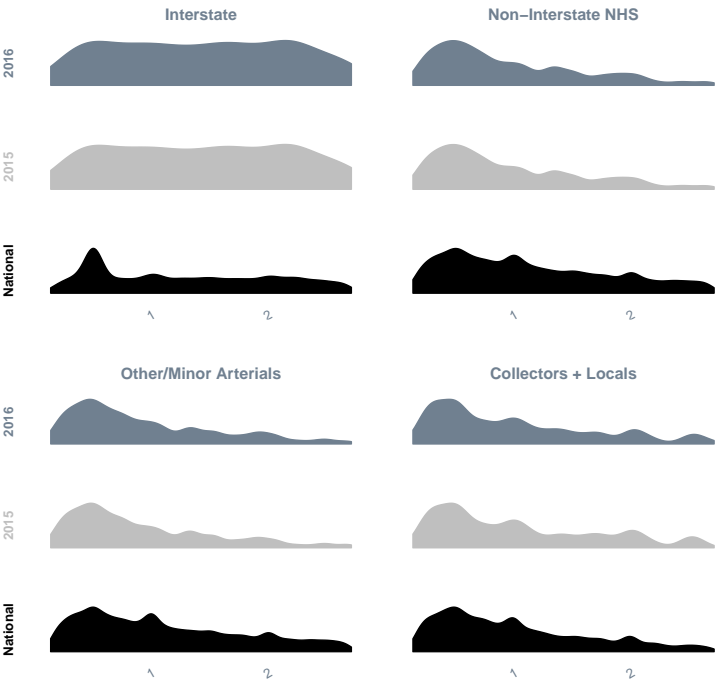 Interstate
Non−Interstate NHS
2016
2015
National
1
2
1
2
Other/Minor Arterials
Collectors + Locals
2016
2015
National
1
2
1
2